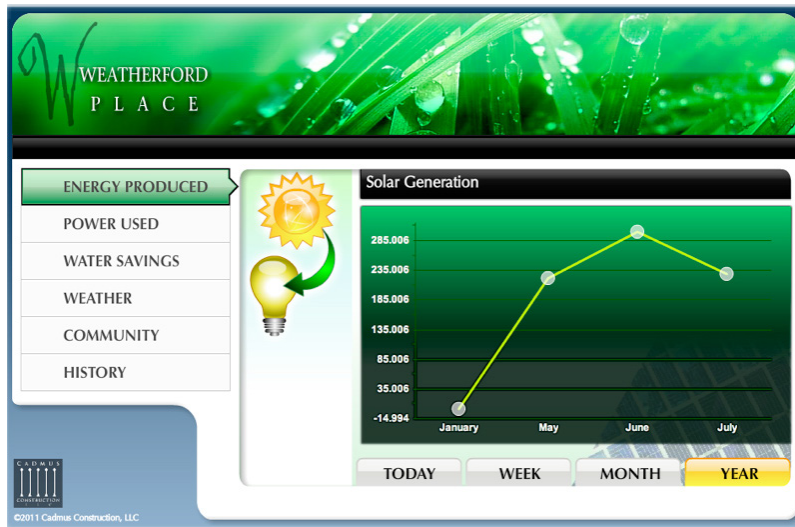 WEATHERFORD
PLACE
ENERGY PRODUCED
POWER USED
WATER SAVINGS
WEATHER
COMMUNITY
HISTORY
Solar Generation
285.006
235.006
185.006
135.006
85.006
35.006
-14.994
January May June July
TODAY WEEK MONTH YEAR
CADMUS
CONSTRUCTION
©2011 Cadmus Construction, LLC